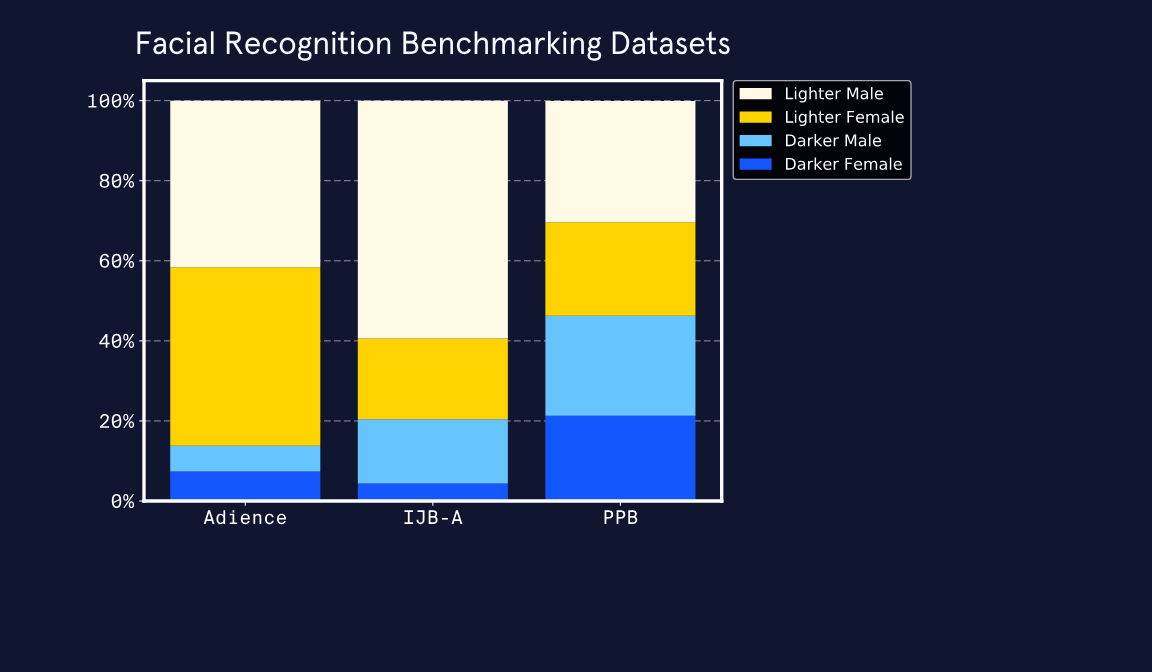 Facial Recognition Benchmarking Datasets
100%
80%
60%
40%
20%
0%
Adience
IJB-A
PPB
Lighter Male
Lighter Female
Darker Male
Darker Female